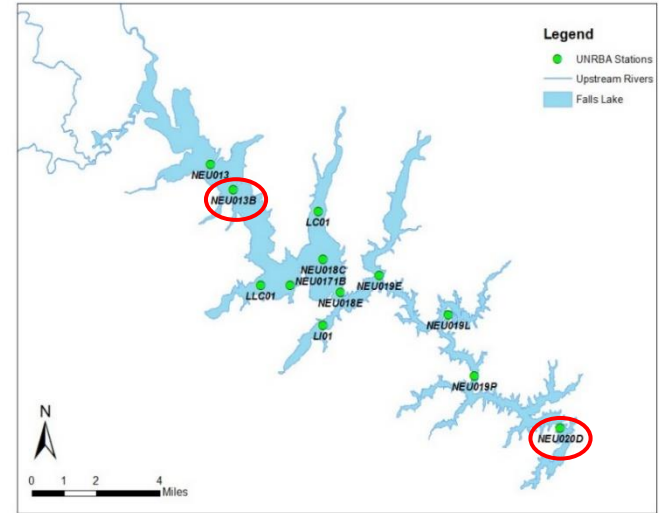 Legend
UNRBA Stations
Upstream Rivers
Falls Lake
NEU013
NEU013B
LC01
NEU018C
NEU0171B
NEU019E
LLC01
NEU018E
NEU019L
LI01
NEU019P
NEU020D
N
0 1 2 4
Miles